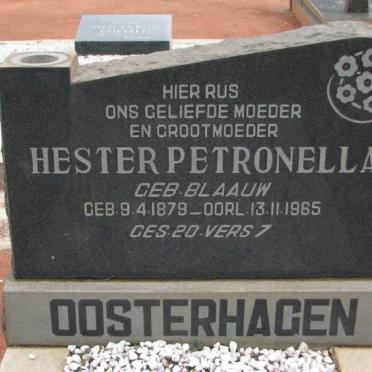 HIER RUS
ONS GELIEFDE MOEDER
EN GROOTMOEDER
HESTER PETRONELLA
GEB. BLAAUW
GEB. 9.4.1879 — OORL. 13.11.1965
GES. 20. VERS 7
OOSTERHAGEN